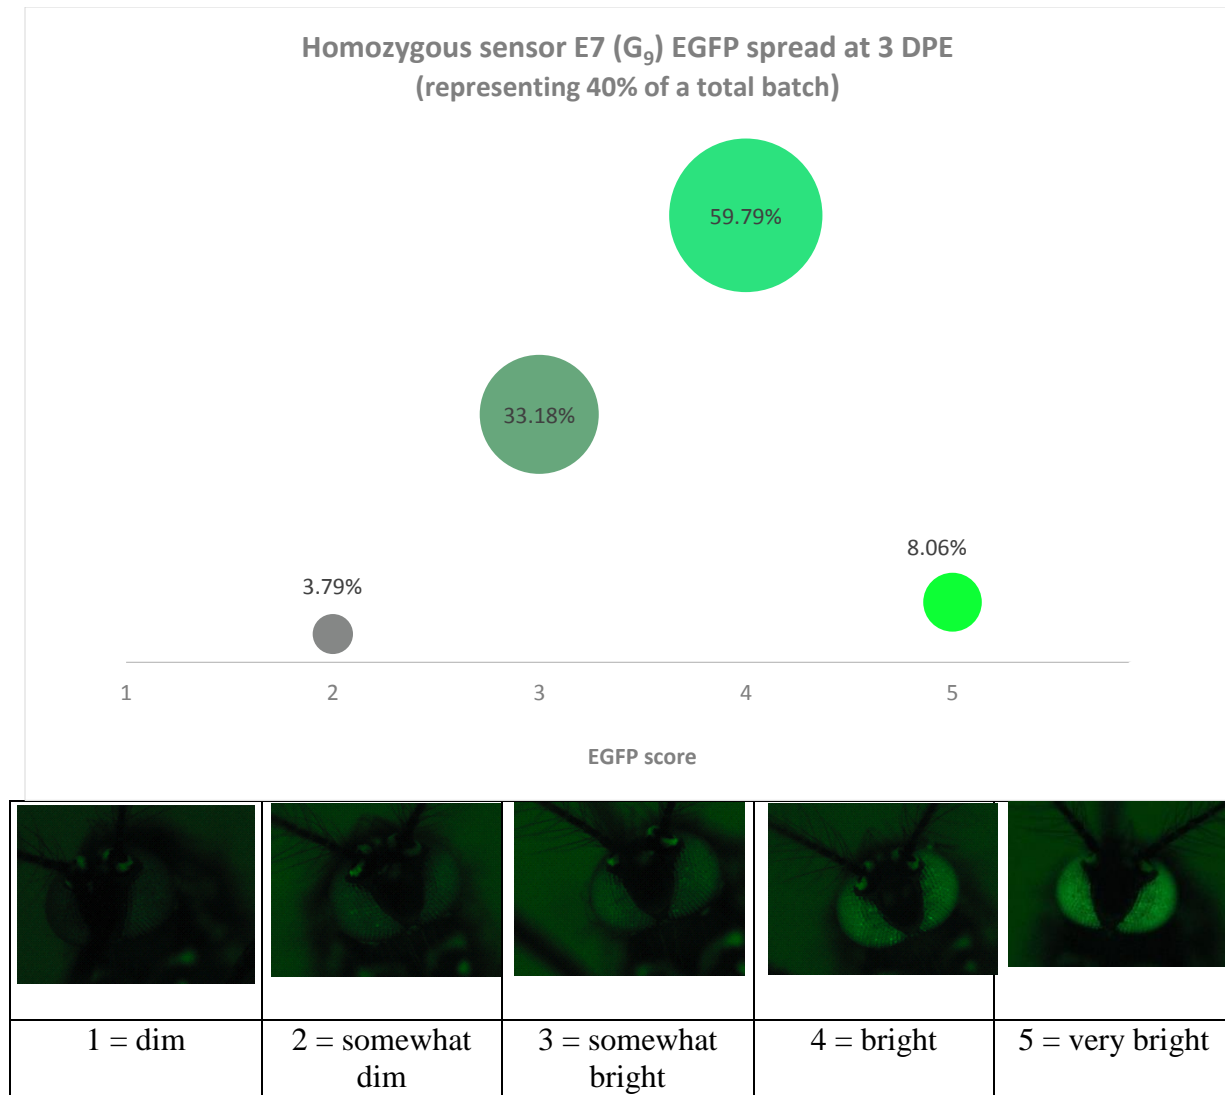 Homozygous sensor E7 (G₉) EGFP spread at 3 DPE
(representing 40% of a total batch)
59.79%
33.18%
8.06%
3.79%
1 2 3 4 5
EGFP score
1 = dim
2 = somewhat
dim
3 = somewhat
bright
4 = bright
5 = very bright